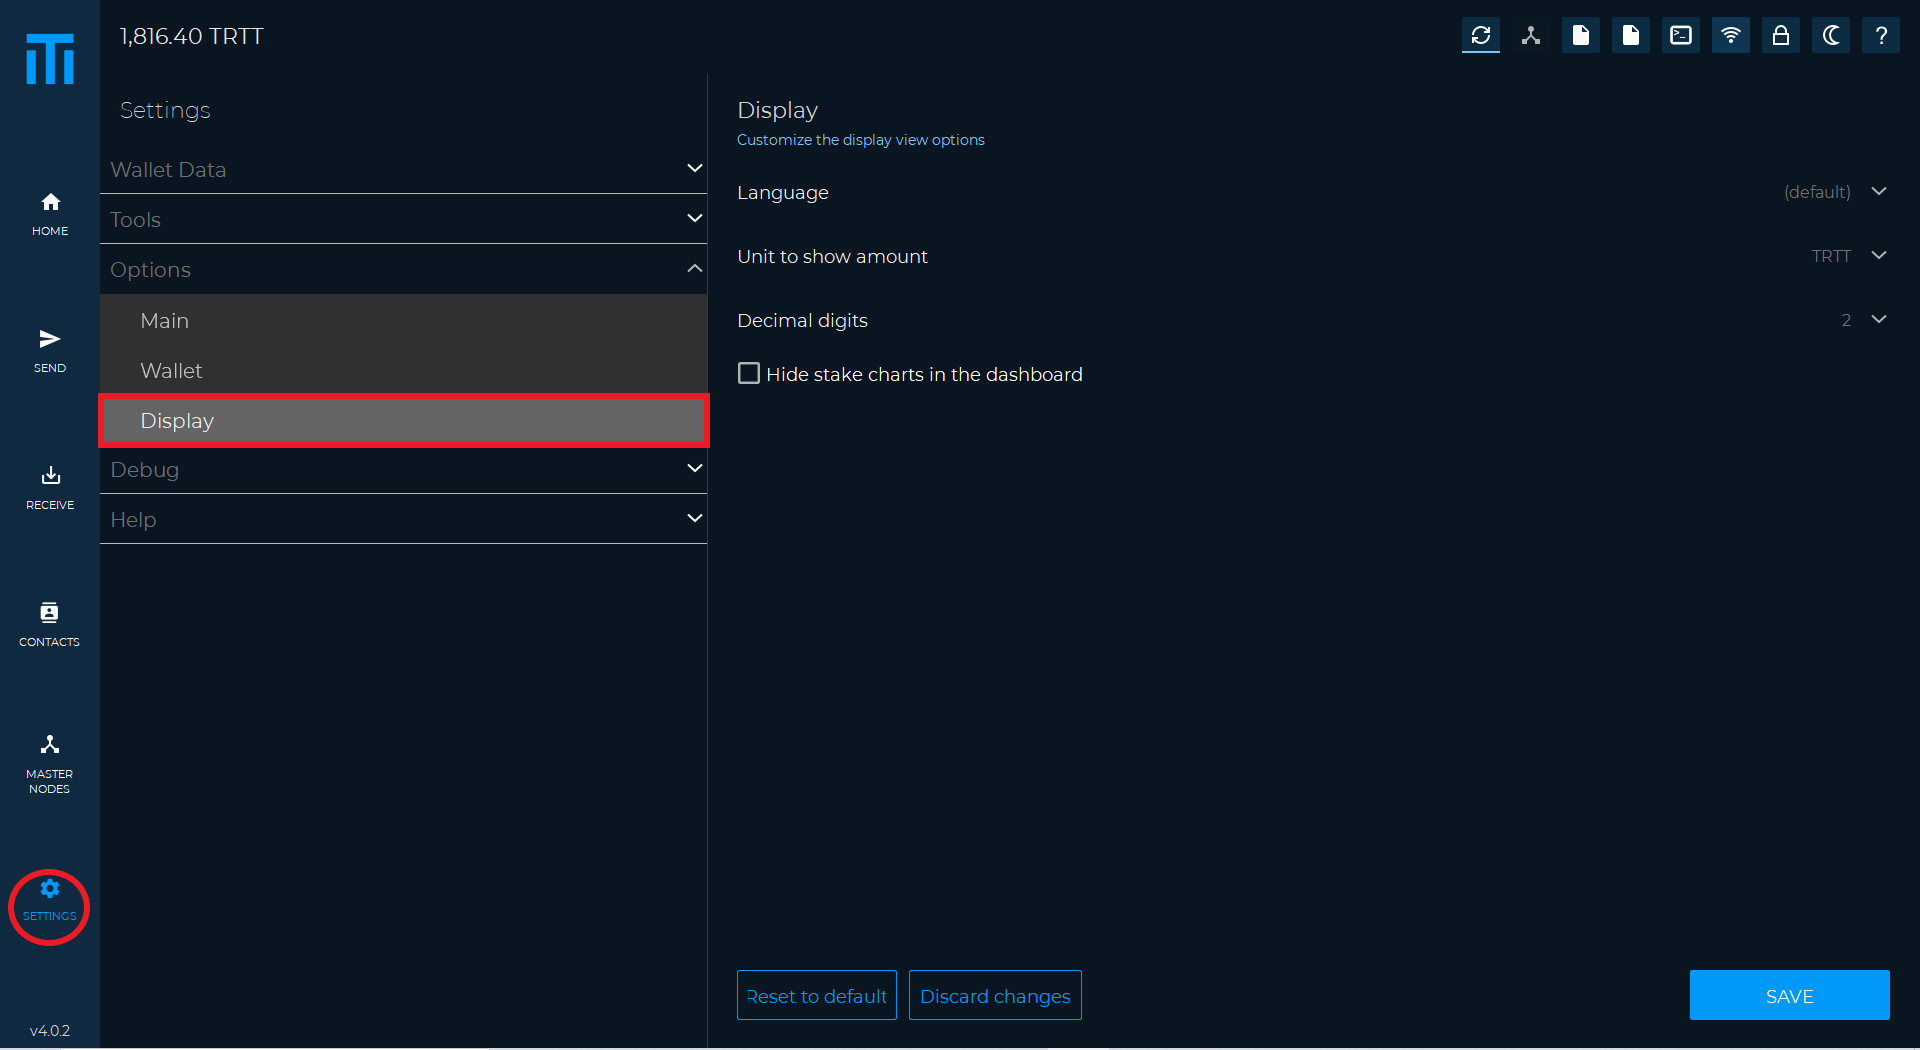 1,816.40 TRTT
HOME
SEND
RECEIVE
CONTACTS
MASTER
NODES
SETTINGS
v4.0.2
Settings
Wallet Data
Tools
Options
Main
Wallet
Display
Debug
Help
Display
Customize the display view options
Language (default)
Unit to show amount TRTT
Decimal digits 2
Hide stake charts in the dashboard
Reset to default Discard changes SAVE